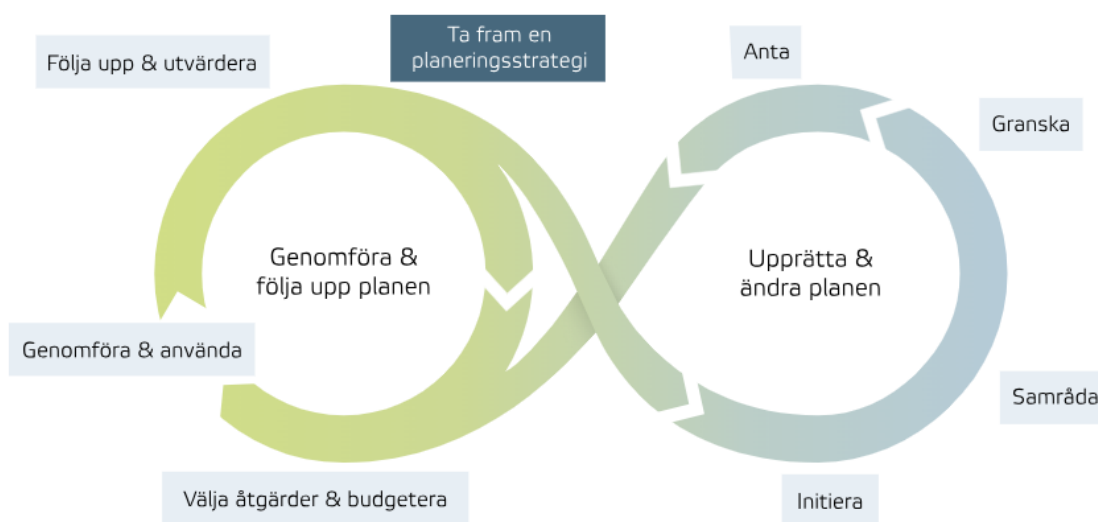 Ta fram en
planeringsstrategi
Följa upp & utvärdera
Anta
Granska
Genomföra &
följa upp planen
Upprätta &
ändra planen
Genomföra & använda
Samråda
Välja åtgärder & budgetera
Initiera